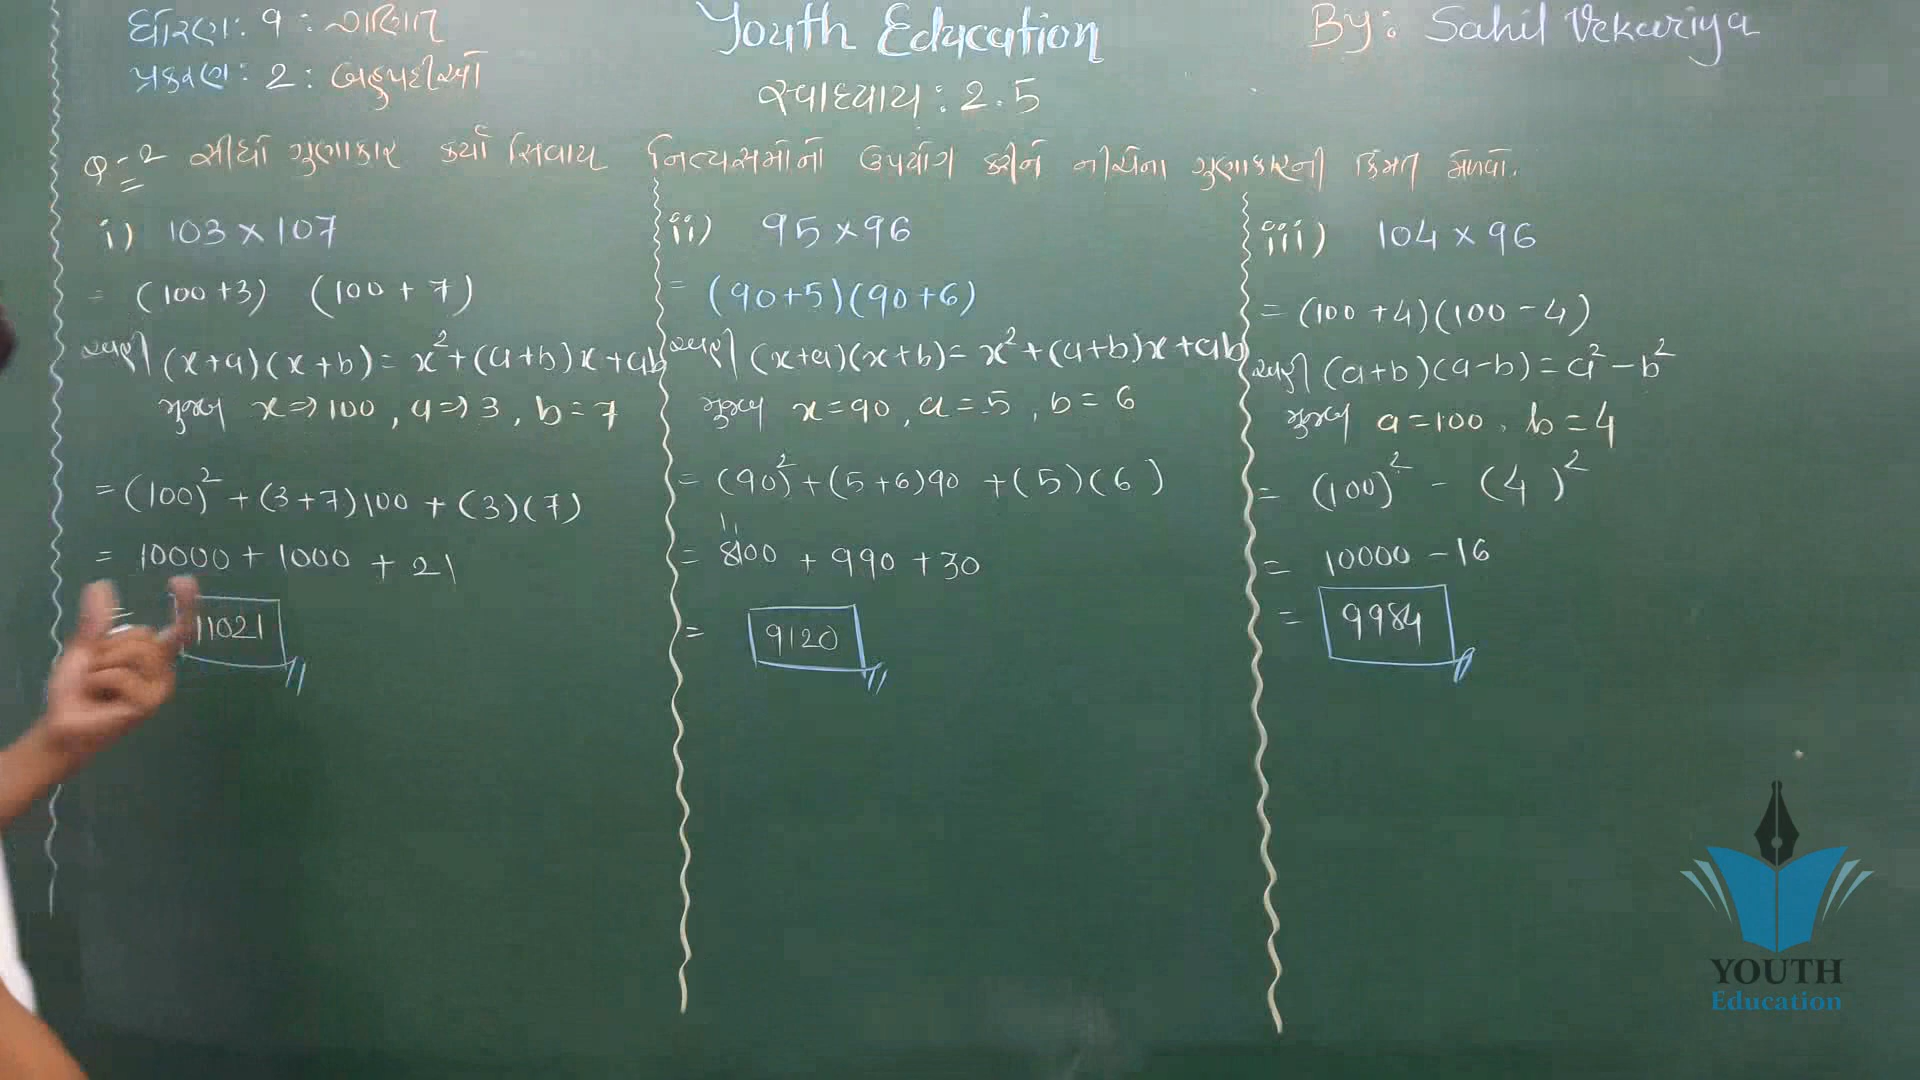 ધોરણ: 9 : ગણિત
પ્રકરણ: 2 : બહુપદીઓ
Youth Education
સ્વાધ્યાય: 2.5
By: Sahil Vekariya
Q-2 સીધી ગુણાકાર કર્યા સિવાય નિત્યસમોનો ઉપયોગ કરીને નીચેના ગુણાકારની કિંમત મેળવો.
i) 103 × 107
= (100 + 3) (100 + 7)
(x+a)(x+b) = x² + (a+b)x + ab
મુજબ x ⇒ 100, a ⇒ 3, b = 7
= (100)² + (3+7)100 + (3)(7)
= 10000 + 1000 + 21
= 11021
ii) 95 × 96
= (90+5)(90+6)
(x+a)(x+b) = x² + (a+b)x + ab
મુજબ x = 90, a = 5, b = 6
= (90)² + (5+6)90 + (5)(6)
= 8100 + 990 + 30
= 9120
iii) 104 × 96
= (100 + 4)(100 - 4)
(a+b)(a-b) = a² - b²
મુજબ a = 100, b = 4
= (100)² - (4)²
= 10000 - 16
= 9984
YOUTH
Education